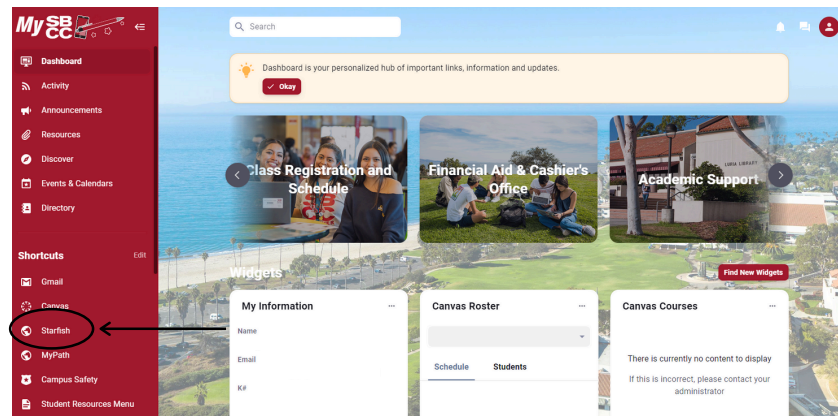 My SB
CC
Search
Dashboard
Activity
Announcements
Resources
Discover
Events & Calendars
Directory
Shortcuts
Edit
Gmail
Canvas
Starfish
MyPath
Campus Safety
Student Resources Menu
Dashboard is your personalized hub of important links, information and updates.
Okay
Class Registration and
Schedule
Financial Aid & Cashier's
Office
LURIA LIBRARY
Academic Support
Widgets
Find New Widgets
My Information
Name
Email
K#
Canvas Roster
Schedule Students
Canvas Courses
There is currently no content to display
If this is incorrect, please contact your
administrator